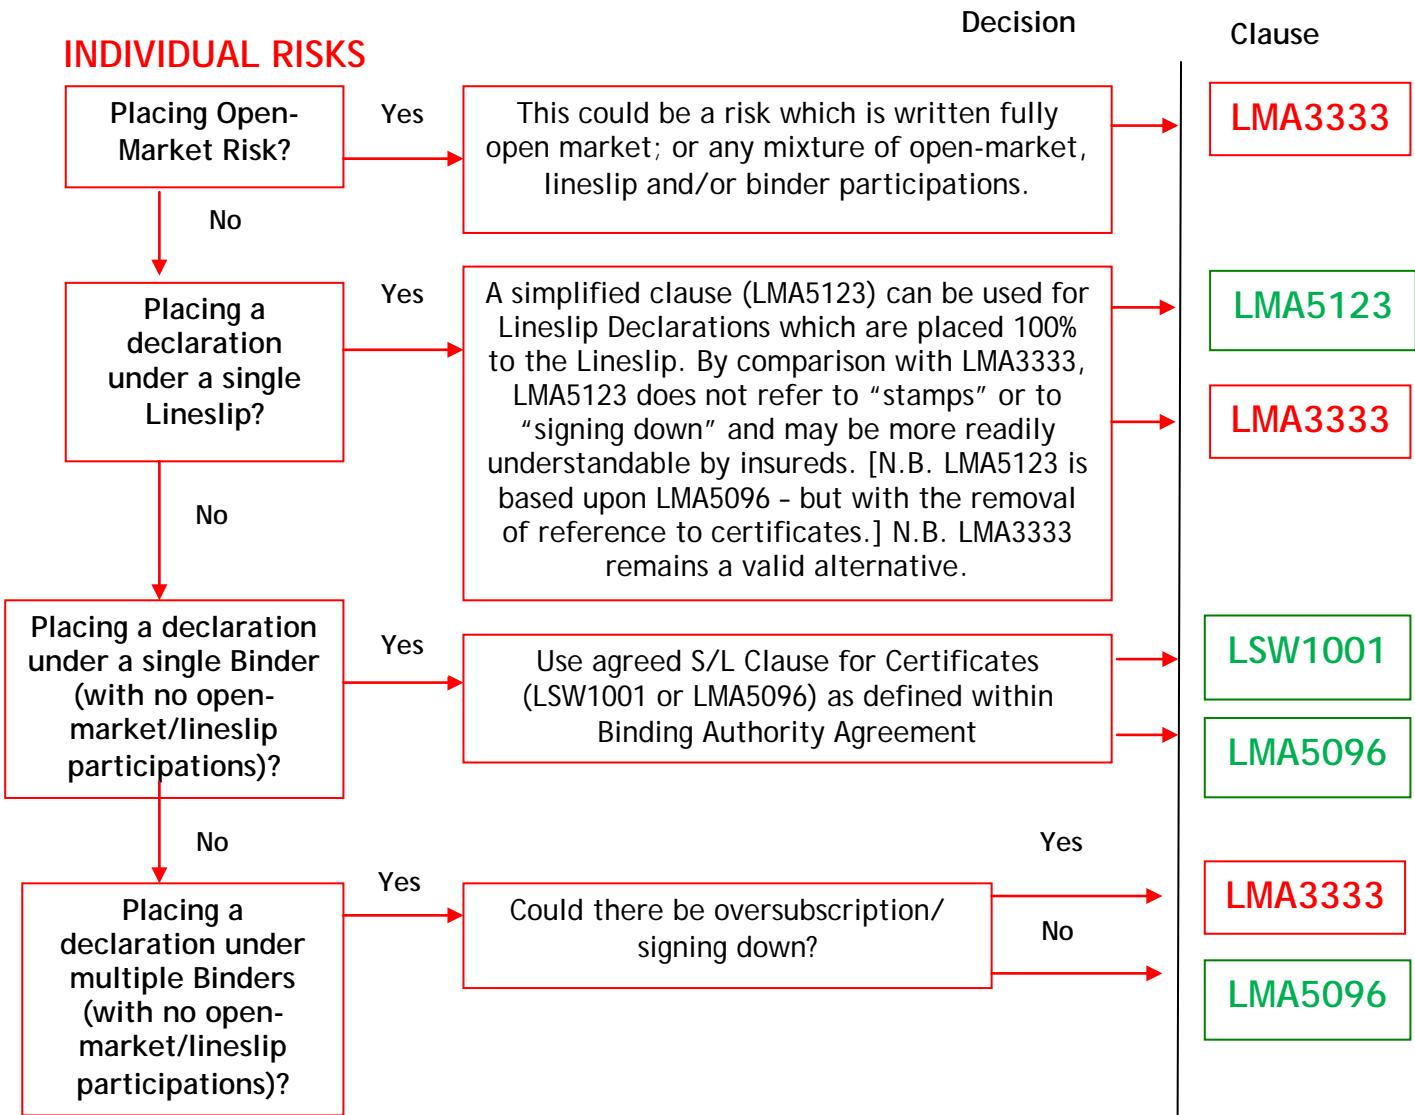 Decision
Clause
INDIVIDUAL RISKS
Placing Open-
Market Risk?
Yes
This could be a risk which is written fully
open market; or any mixture of open-market,
lineslip and/or binder participations.
LMA3333
No
Placing a
declaration
under a single
Lineslip?
Yes
A simplified clause (LMA5123) can be used for
Lineslip Declarations which are placed 100%
to the Lineslip. By comparison with LMA3333,
LMA5123 does not refer to “stamps” or to
“signing down” and may be more readily
understandable by insureds. [N.B. LMA5123 is
based upon LMA5096 – but with the removal
of reference to certificates.] N.B. LMA3333
remains a valid alternative.
LMA5123
LMA3333
No
Placing a declaration
under a single Binder
(with no open-
market/lineslip
participations)?
Yes
Use agreed S/L Clause for Certificates
(LSW1001 or LMA5096) as defined within
Binding Authority Agreement
LSW1001
LMA5096
No
Placing a
declaration under
multiple Binders
(with no open-
market/lineslip
participations)?
Yes
Could there be oversubscription/
signing down?
Yes
LMA3333
No
LMA5096